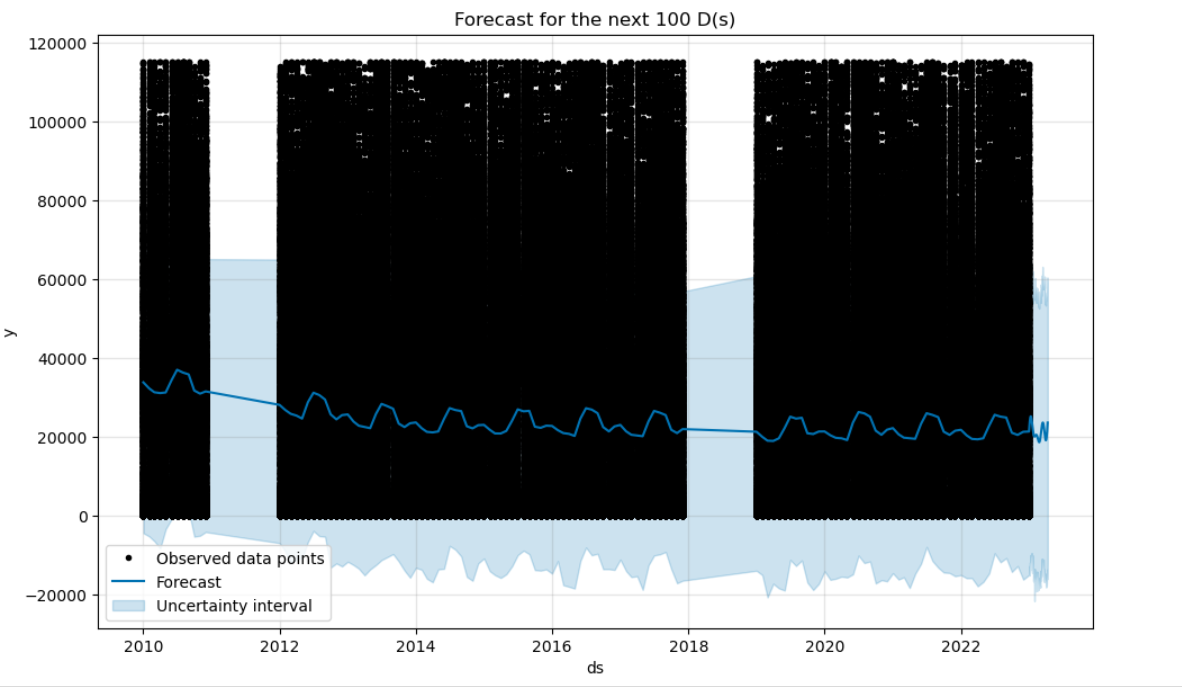 Forecast for the next 100 D(s)
120000
100000
80000
60000
40000
20000
0
−20000
y
Observed data points
Forecast
Uncertainty interval
2010 2012 2014 2016 2018 2020 2022
ds